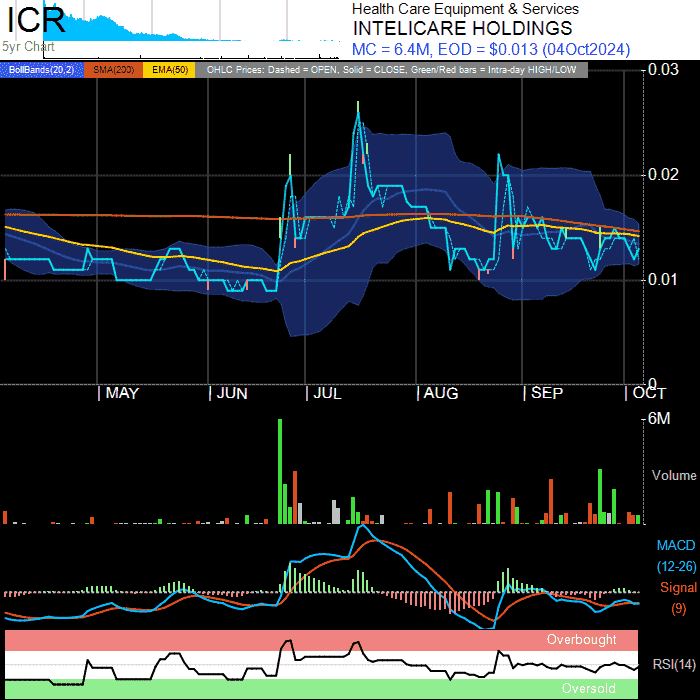 ICR
5yr Chart
Health Care Equipment & Services
INTELICARE HOLDINGS
MC = 6.4M, EOD = $0.013 (04Oct2024)
BollBands(20,2) SMA(200) EMA(50) OHLC Prices: Dashed = OPEN, Solid = CLOSE, Green/Red bars = Intra-day HIGH/LOW
0.03
0.02
0.01
0
MAY JUN JUL AUG SEP OCT
6M
Volume
MACD
(12-26)
Signal
(9)
Overbought
RSI(14)
Oversold